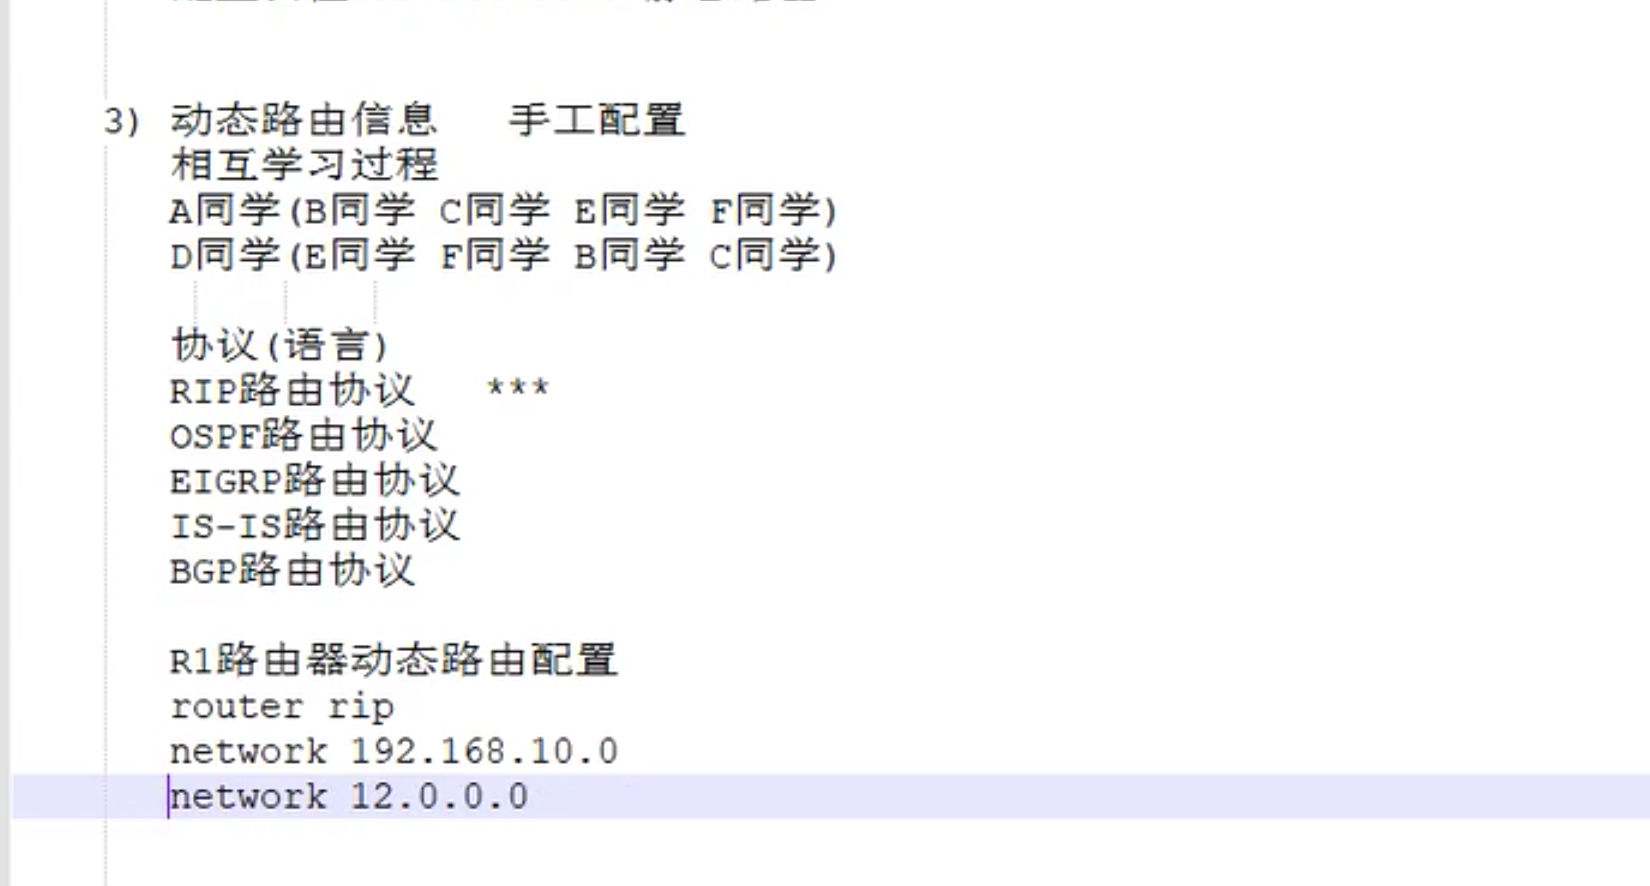 3) 动态路由信息   手工配置
相互学习过程
A同学(B同学 C同学 E同学 F同学)
D同学(E同学 F同学 B同学 C同学)
协议(语言)
RIP路由协议   ***
OSPF路由协议
EIGRP路由协议
IS-IS路由协议
BGP路由协议
R1路由器动态路由配置
router rip
network 192.168.10.0
network 12.0.0.0